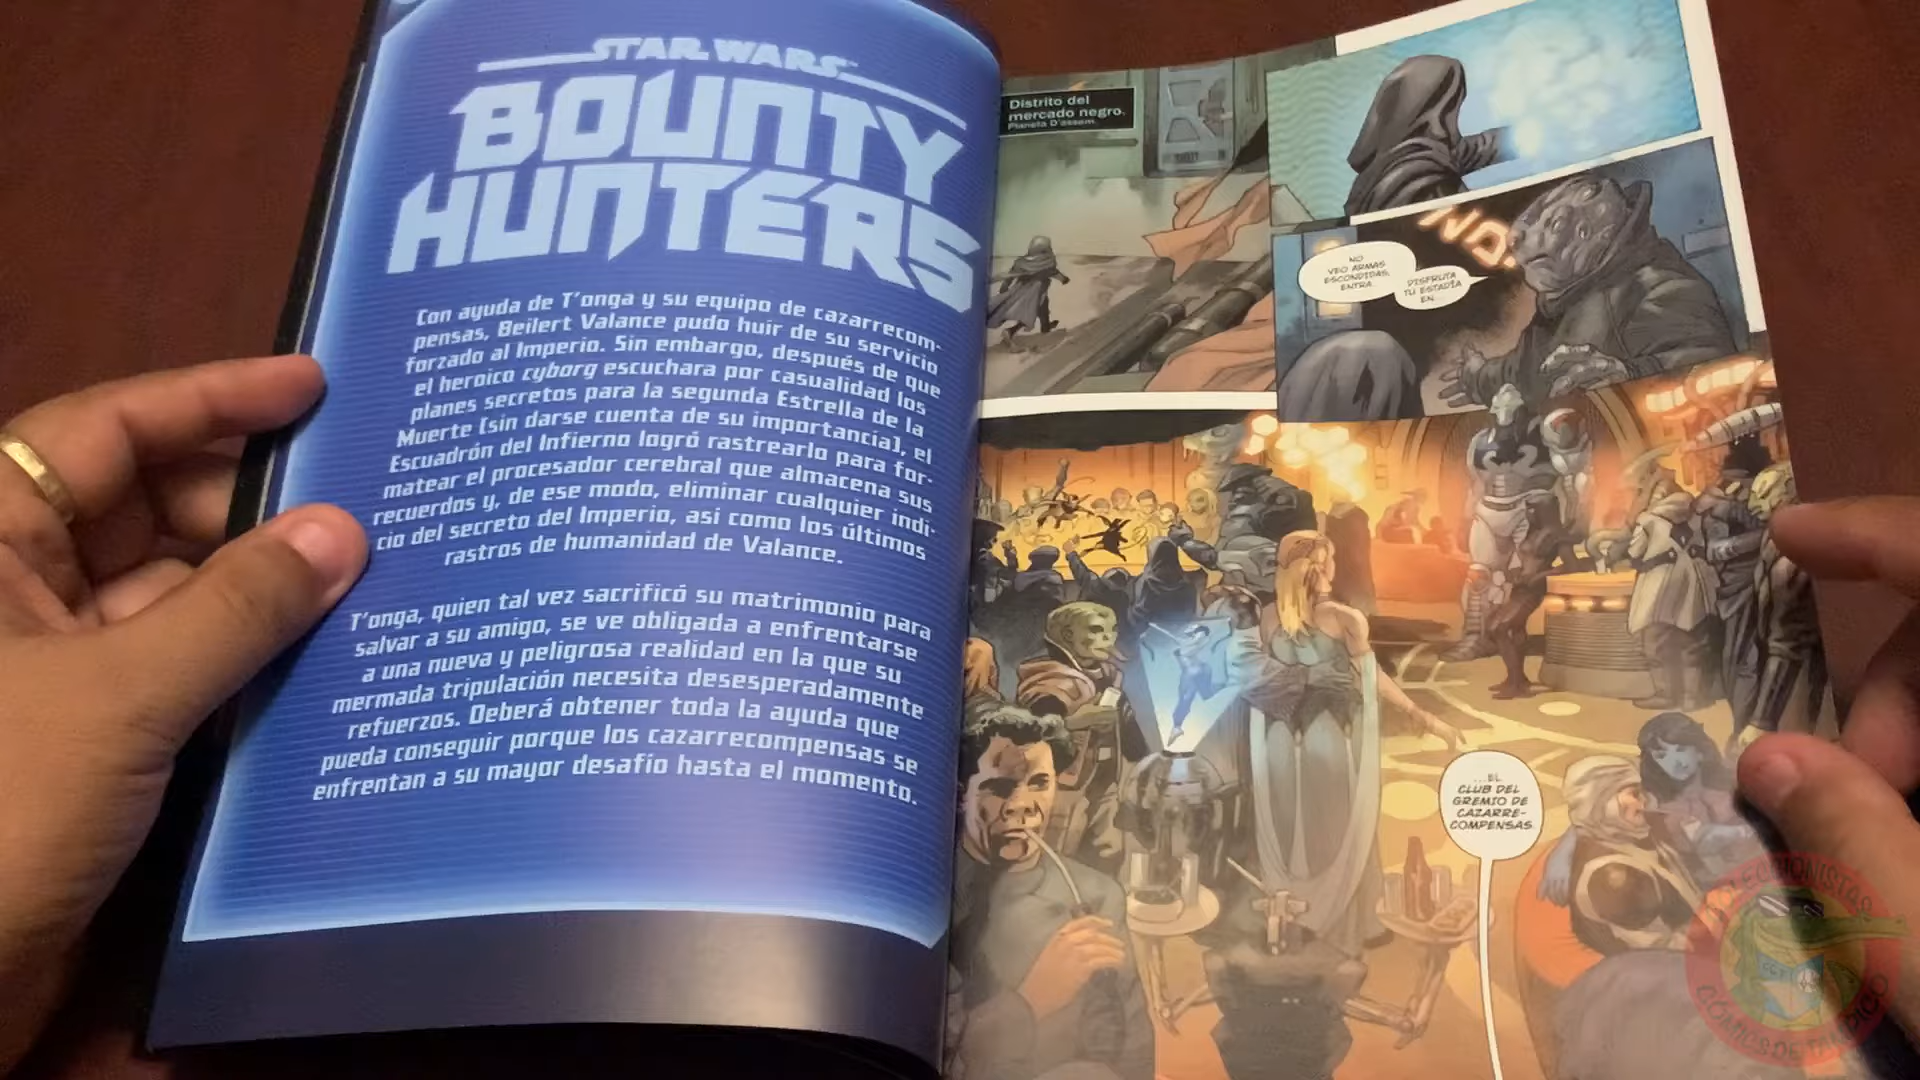 STAR WARS
BOUNTY
HUNTERS
Con ayuda de T'onga y su equipo de cazarrecom-
pensas, Beilert Valance pudo huir de su servicio
forzado al Imperio. Sin embargo, después de que
el heroico cyborg escuchara por casualidad los
planes secretos para la segunda Estrella de la
Muerte [sin darse cuenta de su importancia], el
Escuadrón del Infierno logró rastrearlo para for-
matear el procesador cerebral que almacena sus
recuerdos y, de ese modo, eliminar cualquier indi-
cio del secreto del Imperio, así como los últimos
rastros de humanidad de Valance.
T'onga, quien tal vez sacrificó su matrimonio para
salvar a su amigo, se ve obligada a enfrentarse
a una nueva y peligrosa realidad en la que su
mermada tripulación necesita desesperadamente
refuerzos. Deberá obtener toda la ayuda que
pueda conseguir porque los cazarrecompensas se
enfrentan a su mayor desafío hasta el momento.
Distrito del
mercado negro.
Planeta D'assem.
NO
VEO ARMAS
ESCONDIDAS.
ENTRA.
DISFRUTA
TU ESTADÍA
EN...
...EL
CLUB DEL
GREMIO DE
CAZARRE-
COMPENSAS.